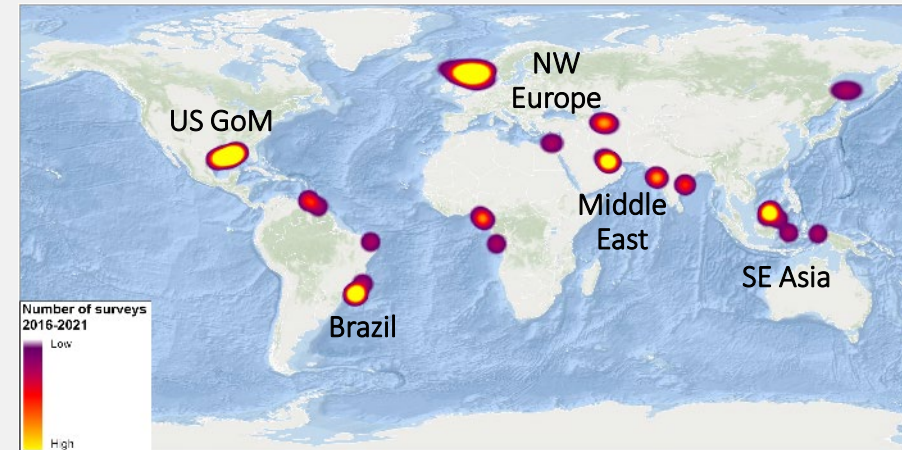 NW
Europe
US GoM
Middle
East
SE Asia
Brazil
Number of surveys
2016-2021
Low
High